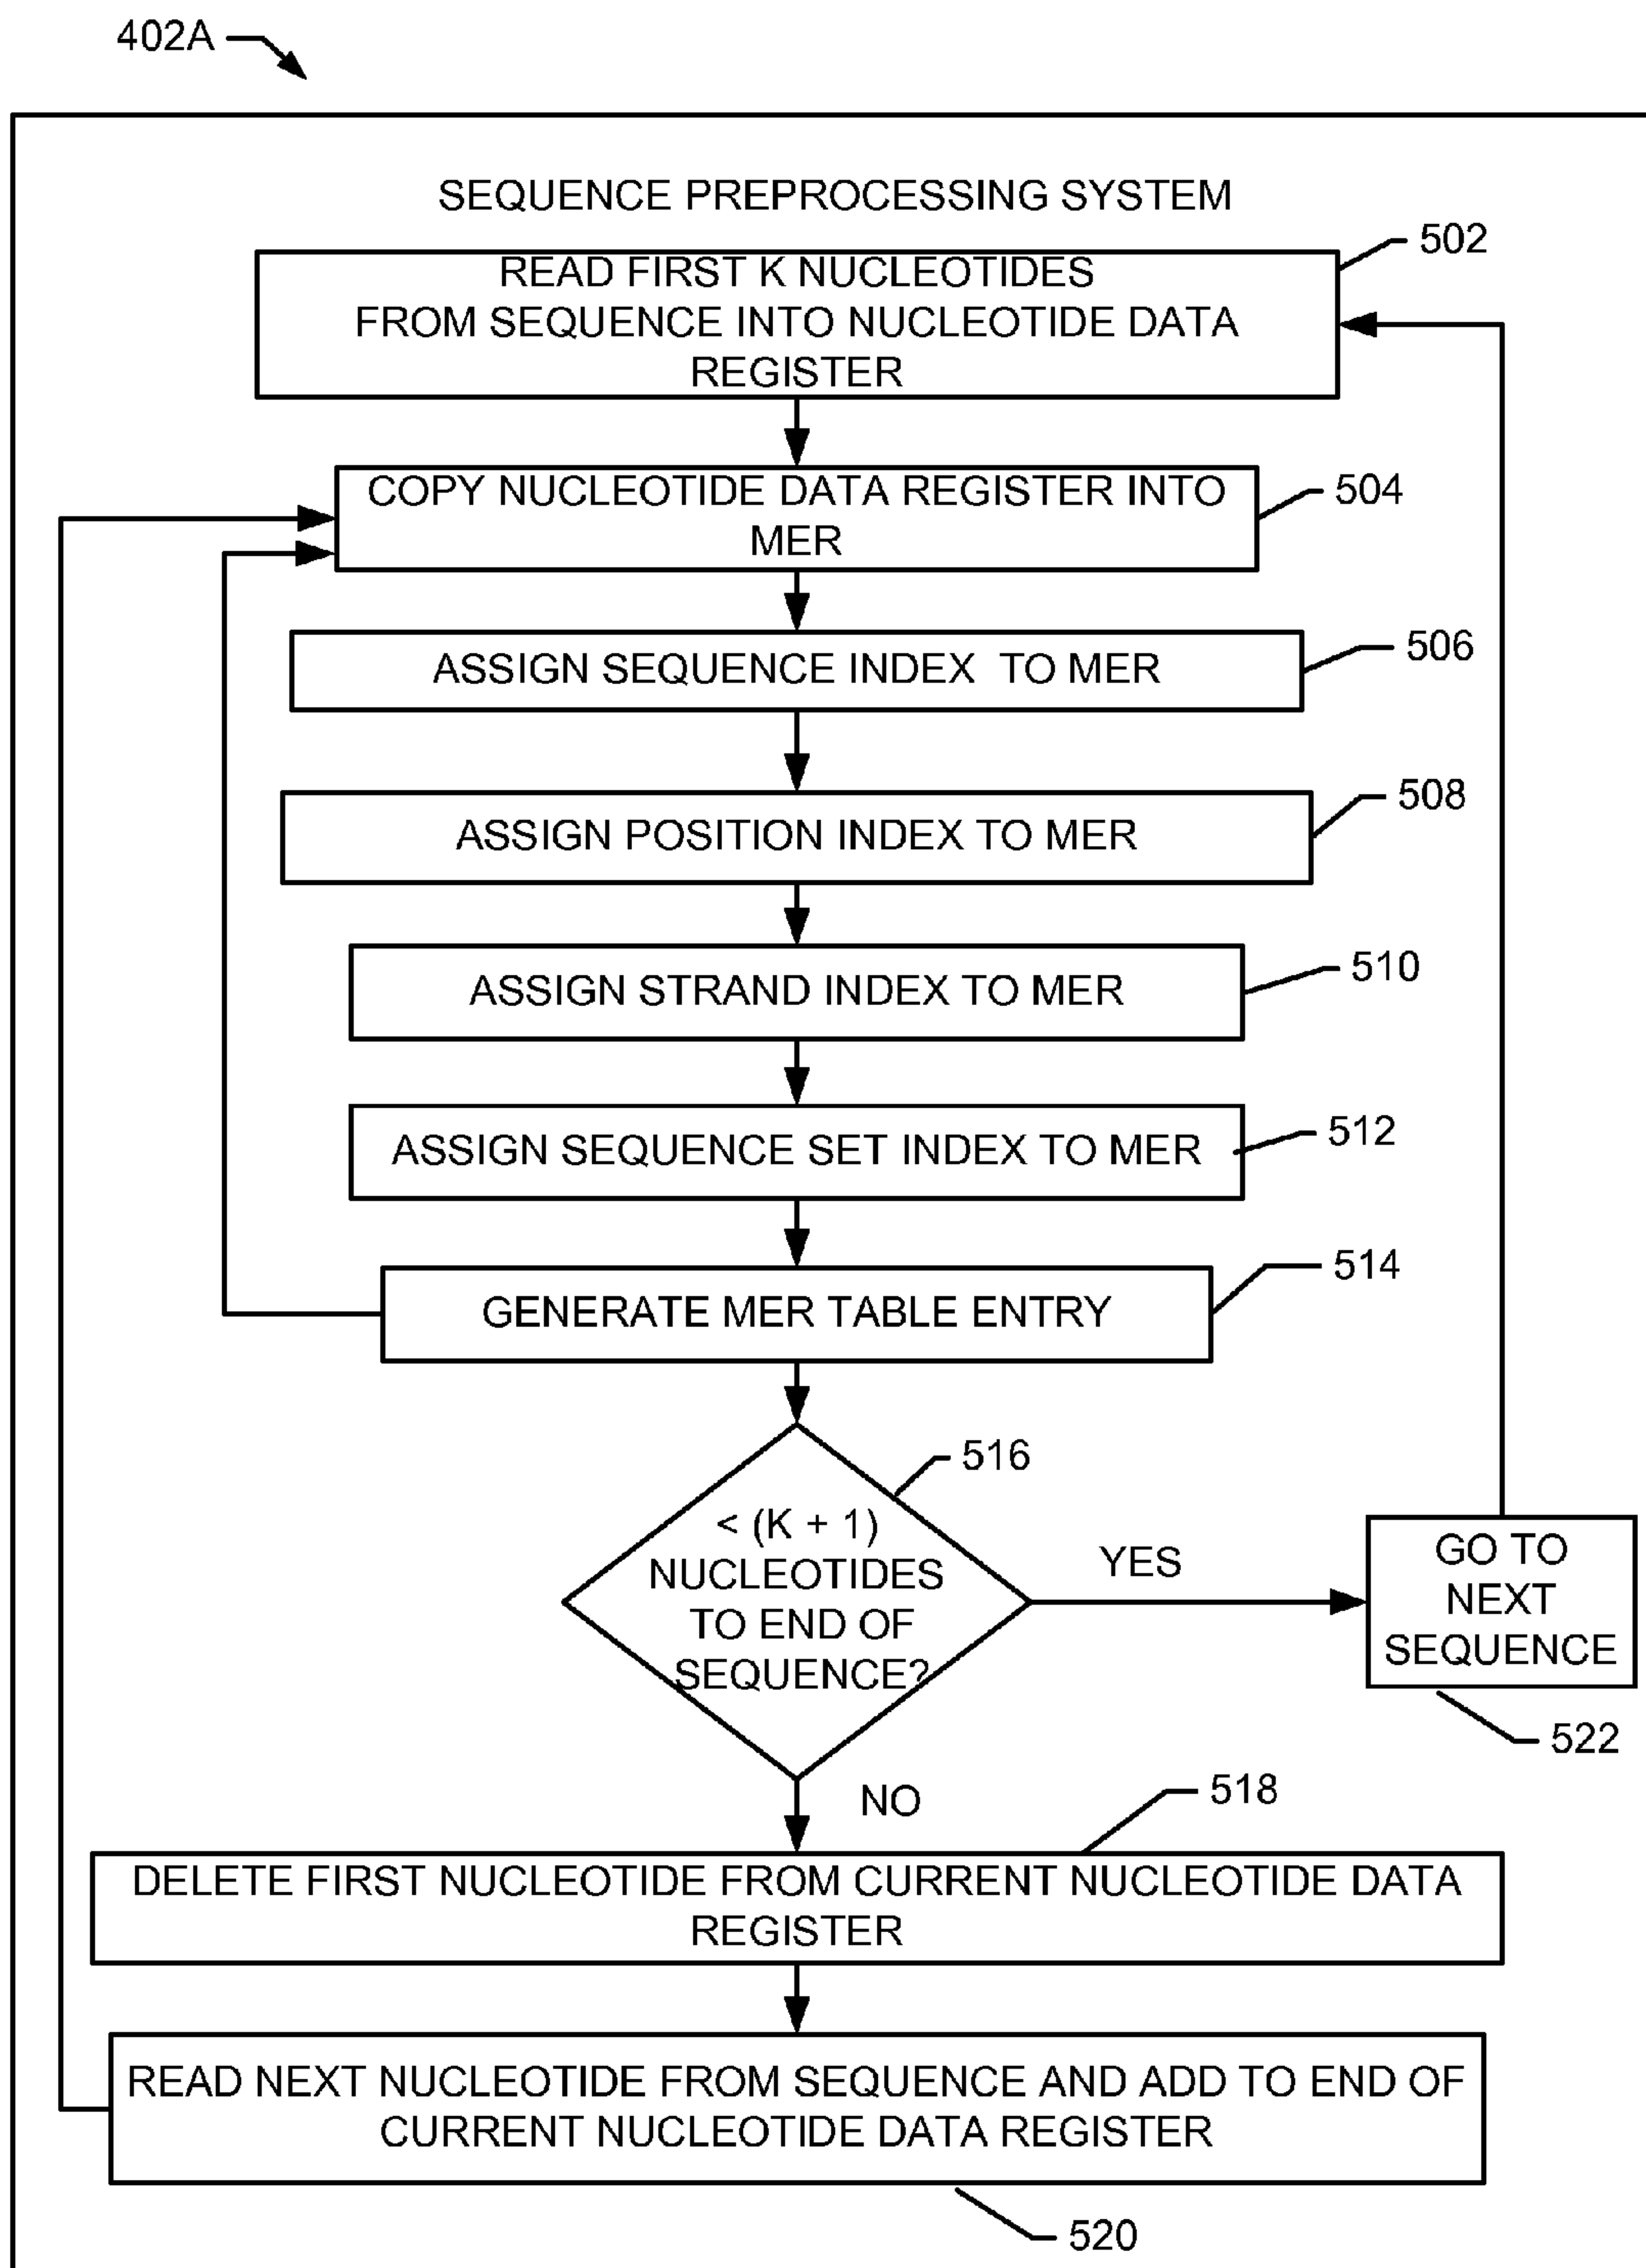 402A
SEQUENCE PREPROCESSING SYSTEM
502
READ FIRST K NUCLEOTIDES
FROM SEQUENCE INTO NUCLEOTIDE DATA
REGISTER
COPY NUCLEOTIDE DATA REGISTER INTO
MER
504
ASSIGN SEQUENCE INDEX TO MER
506
ASSIGN POSITION INDEX TO MER
508
ASSIGN STRAND INDEX TO MER
510
ASSIGN SEQUENCE SET INDEX TO MER
512
GENERATE MER TABLE ENTRY
514
516
< (K + 1)
NUCLEOTIDES
TO END OF
SEQUENCE?
YES
GO TO
NEXT
SEQUENCE
522
NO
518
DELETE FIRST NUCLEOTIDE FROM CURRENT NUCLEOTIDE DATA
REGISTER
READ NEXT NUCLEOTIDE FROM SEQUENCE AND ADD TO END OF
CURRENT NUCLEOTIDE DATA REGISTER
520